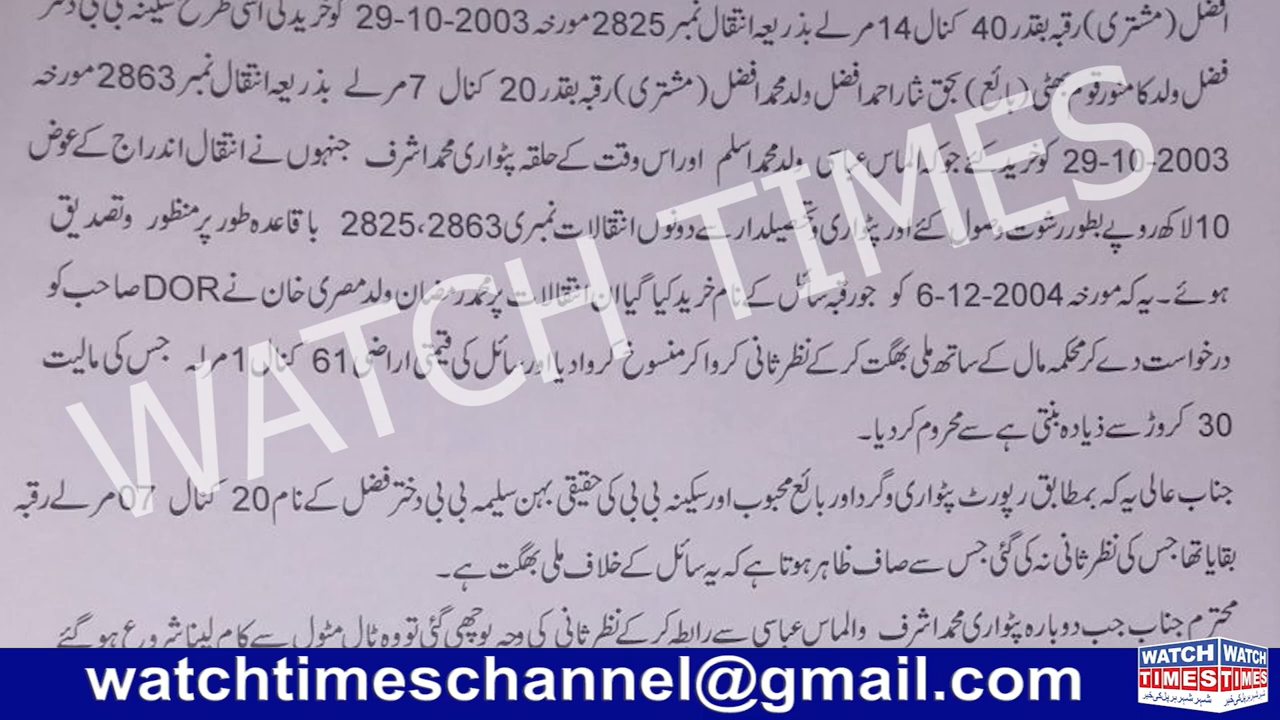 افضل (مشتری) رقبہ بقدر 40 کنال 14 مرلے بذریعہ انتقال نمبر 2825 مورخہ 29-10-2003 کو خرید کی اسی طرح سکینہ بی بی دختر
فضل ولد کا منور قوم بھٹی (بائع) بحق نثار احمد افضل ولد محمد افضل (مشتری) رقبہ بقدر 20 کنال 7 مرلے بذریعہ انتقال نمبر 2863 مورخہ
29-10-2003 کو خرید کئے جو کہ الماس عباسی ولد محمد اسلم اور اس وقت کے حلقہ پٹواری محمد اشرف جنہوں نے انتقال اندراج کے عوض
10 لاکھ روپے بطور رشوت وصول کئے اور پٹواری و تحصیلدار سے دونوں انتقالات نمبری 2825،2863 باقاعدہ طور پر منظور وتصدیق
ہوئے۔ یہ کہ مورخہ 6-12-2004 کو جو رقبہ سائل کے نام خرید کیا گیا ان انتقالات پر محمد رمضان ولد مصری خان نے DOR صاحب کو
درخواست دے کر محکمہ مال کے ساتھ ملی بھگت کر کے نظر ثانی کروا کر منسوخ کروا دیا اور سائل کی قیمتی اراضی 61 کنال 1 مرلہ جس کی مالیت
30 کروڑ سے ذیادہ بنتی ہے سے محروم کر دیا۔
جناب عالی یہ کہ بمطابق رپورٹ پٹواری وگرداور بائع محبوب اور سکینہ بی بی کی حقیقی بہن سلیمہ بی بی دختر فضل کے نام 20 کنال 07 مرلے رقبہ
بقایا تھا جس کی نظر ثانی نہ کی گئی جس سے صاف ظاہر ہوتا ہے کہ یہ سائل کے خلاف ملی بھگت ہے۔
محترم جناب جب دوبارہ پٹواری محمد اشرف والماس عباسی سے رابطہ کر کے نظر ثانی کی وجہ پوچھی گئی تو وہ ٹال مٹول سے کام لینا شروع ہو گئے
WATCH TIMES
watchtimeschannel@gmail.com
WATCH TIMES
WATCH TIMES